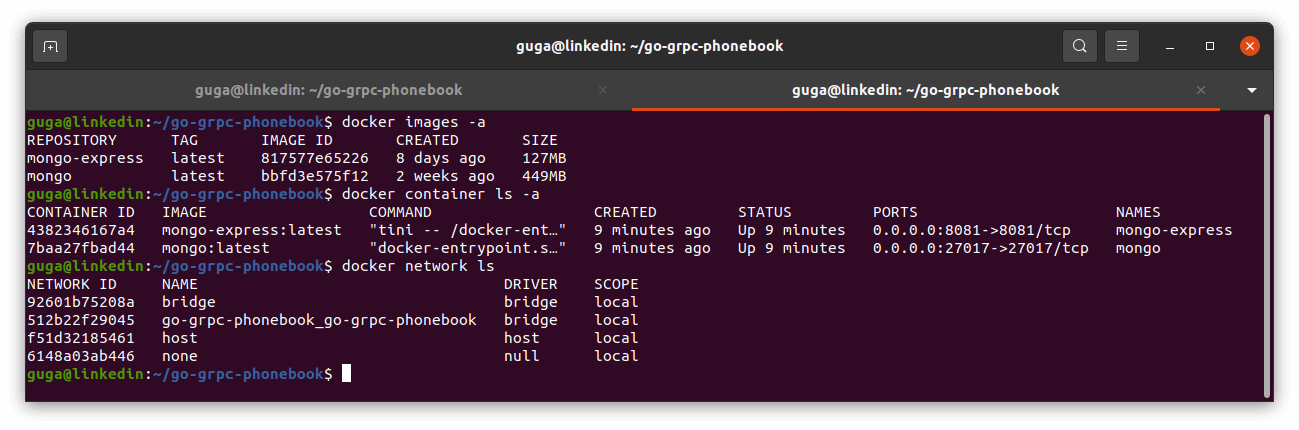 guga@linkedin: ~/go-grpc-phonebook
guga@linkedin: ~/go-grpc-phonebook guga@linkedin: ~/go-grpc-phonebook
guga@linkedin:~/go-grpc-phonebook$ docker images -a
REPOSITORY      TAG       IMAGE ID       CREATED       SIZE
mongo-express   latest    817577e65226   8 days ago    127MB
mongo           latest    bbfd3e575f12   2 weeks ago   449MB
guga@linkedin:~/go-grpc-phonebook$ docker container ls -a
CONTAINER ID   IMAGE                  COMMAND                  CREATED         STATUS         PORTS                      NAMES
4382346167a4   mongo-express:latest   "tini -- /docker-ent…"   9 minutes ago   Up 9 minutes   0.0.0.0:8081->8081/tcp     mongo-express
7baa27fbad44   mongo:latest           "docker-entrypoint.s…"   9 minutes ago   Up 9 minutes   0.0.0.0:27017->27017/tcp   mongo
guga@linkedin:~/go-grpc-phonebook$ docker network ls
NETWORK ID     NAME                                  DRIVER    SCOPE
92601b75208a   bridge                                bridge    local
512b22f29045   go-grpc-phonebook_go-grpc-phonebook   bridge    local
f51d32185461   host                                  host      local
6148a03ab446   none                                  null      local
guga@linkedin:~/go-grpc-phonebook$